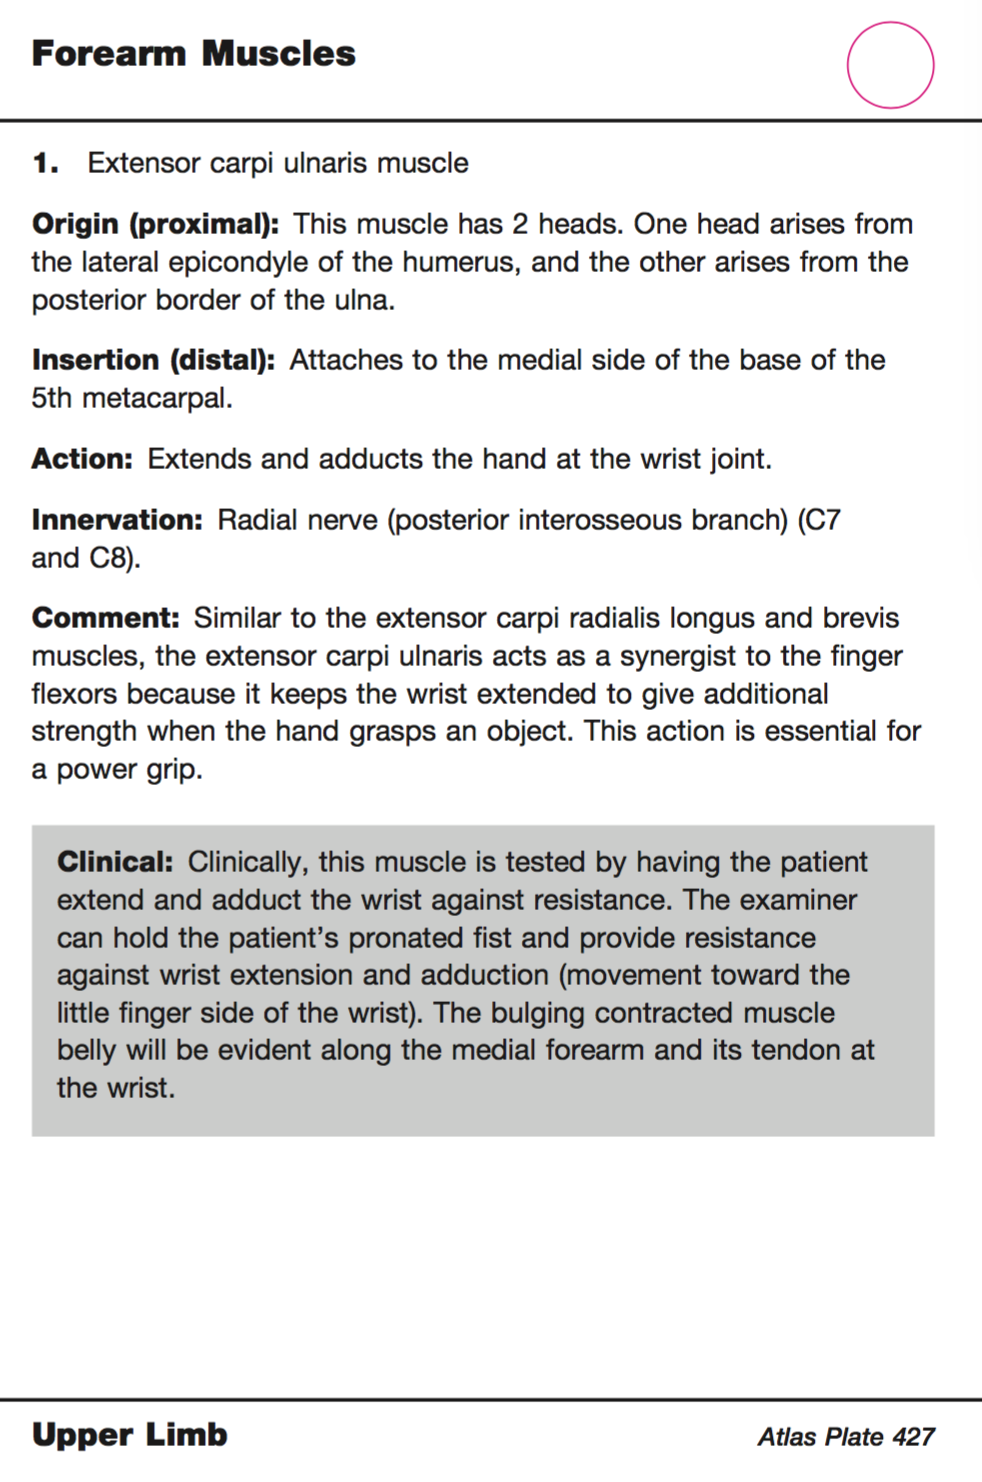 Forearm Muscles
1. Extensor carpi ulnaris muscle
Origin (proximal): This muscle has 2 heads. One head arises from
the lateral epicondyle of the humerus, and the other arises from the
posterior border of the ulna.
Insertion (distal): Attaches to the medial side of the base of the
5th metacarpal.
Action: Extends and adducts the hand at the wrist joint.
Innervation: Radial nerve (posterior interosseous branch) (C7
and C8).
Comment: Similar to the extensor carpi radialis longus and brevis
muscles, the extensor carpi ulnaris acts as a synergist to the finger
flexors because it keeps the wrist extended to give additional
strength when the hand grasps an object. This action is essential for
a power grip.
Clinical: Clinically, this muscle is tested by having the patient
extend and adduct the wrist against resistance. The examiner
can hold the patient’s pronated fist and provide resistance
against wrist extension and adduction (movement toward the
little finger side of the wrist). The bulging contracted muscle
belly will be evident along the medial forearm and its tendon at
the wrist.
Upper Limb
Atlas Plate 427